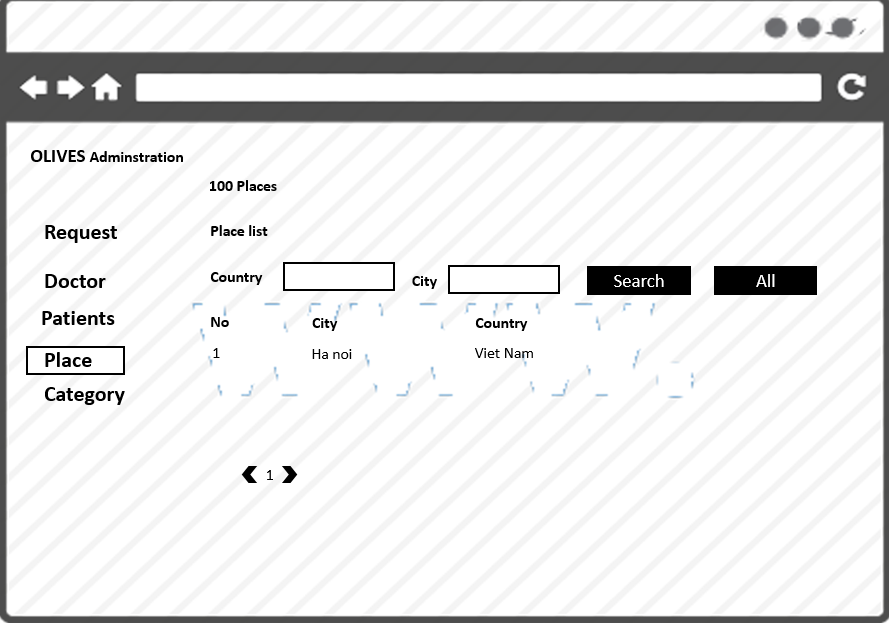 OLIVES Adminstration
100 Places
Request
Place list
Doctor
Country
City
Search
All
Patients
No
City
Country
Place
1
Ha noi
Viet Nam
Category
1